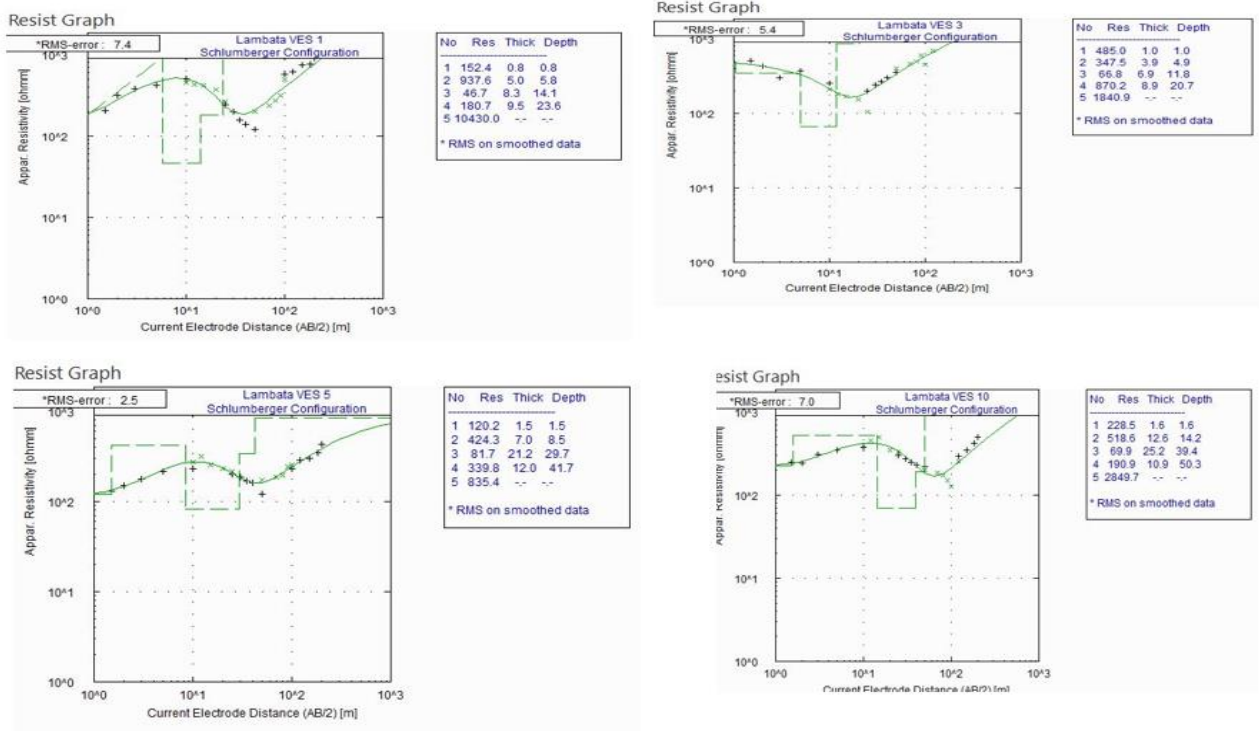 Resist Graph
*RMS-error : 7.4
Lambata VES 1
Schlumberger Configuration
10^3
10^2
10^1
10^0
Appar. Resistivity [ohmm]
10^0 10^1 10^2 10^3
Current Electrode Distance (AB/2) [m]
No Res Thick Depth
1 152.4 0.8 0.8
2 937.6 5.0 5.8
3 46.7 8.3 14.1
4 180.7 9.5 23.6
5 10430.0 -.- -.-
* RMS on smoothed data
Resist Graph
*RMS-error : 5.4
Lambata VES 3
Schlumberger Configuration
10^3
10^2
10^1
10^0
Appar. Resistivity [ohmm]
10^0 10^1 10^2 10^3
Current Electrode Distance (AB/2) [m]
No Res Thick Depth
1 485.0 1.0 1.0
2 347.5 3.9 4.9
3 66.8 6.9 11.8
4 870.2 8.9 20.7
5 1840.9 -.- -.-
* RMS on smoothed data
Resist Graph
*RMS-error : 2.5
Lambata VES 5
Schlumberger Configuration
10^3
10^2
10^1
10^0
Appar. Resistivity [ohmm]
10^0 10^1 10^2 10^3
Current Electrode Distance (AB/2) [m]
No Res Thick Depth
1 120.2 1.5 1.5
2 424.3 7.0 8.5
3 81.7 21.2 29.7
4 339.8 12.0 41.7
5 835.4 -.- -.-
* RMS on smoothed data
esist Graph
*RMS-error : 7.0
Lambata VES 10
Schlumberger Configuration
10^3
10^2
10^1
10^0
Appar. Resistivity [ohmm]
10^0 10^1 10^2 10^3
Current Electrode Distance (AB/2) [m]
No Res Thick Depth
1 228.5 1.6 1.6
2 518.6 12.6 14.2
3 69.9 25.2 39.4
4 190.9 10.9 50.3
5 2849.7 -.- -.-
* RMS on smoothed data